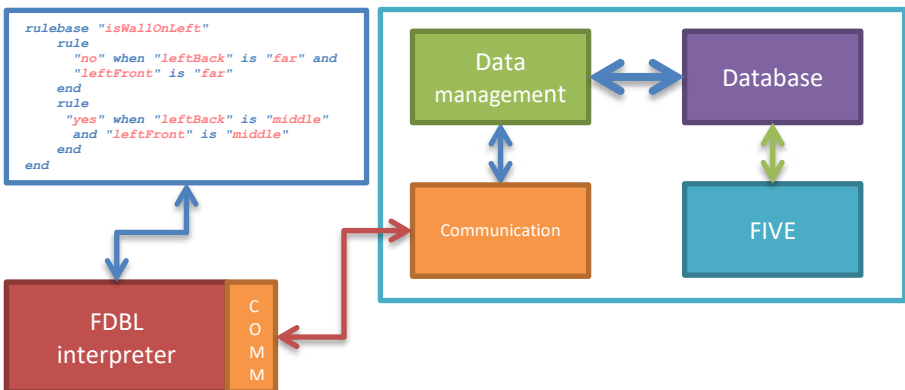 rulebase "isWallOnLeft"
rule
"no" when "leftBack" is "far" and
"leftFront" is "far"
end
rule
"yes" when "leftBack" is "middle"
and "leftFront" is "middle"
end
end
Data
management
Database
Communication
FIVE
FDBL
interpreter
C
O
M
M